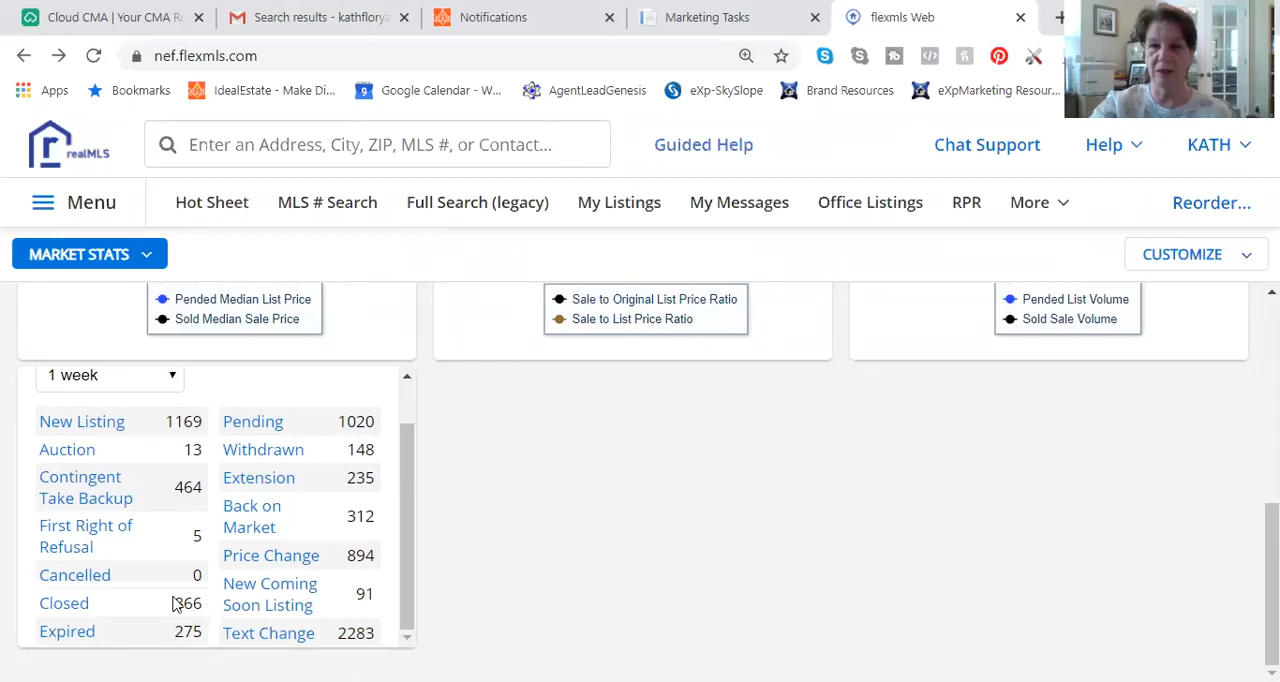 Cloud CMA | Your CMA R
Search results - kathflorya
Notifications
Marketing Tasks
flexmls Web
nef.flexmls.com
Apps
Bookmarks
Google Calendar - W...
AgentLeadGenesis
eXp-SkySlope
Brand Resources
eXpMarketing Resour...
realMLS
Enter an Address, City, ZIP, MLS #, or Contact...
Guided Help
Chat Support
Help
KATH
Menu
Hot Sheet
MLS # Search
Full Search (legacy)
My Listings
My Messages
Office Listings
RPR
More
Reorder...
MARKET STATS
CUSTOMIZE
Pended Median List Price
Sold Median Sale Price
Sale to Original List Price Ratio
Sale to List Price Ratio
Pended List Volume
Sold Sale Volume
1 week
New Listing 1169
Auction 13
Contingent
Take Backup 464
First Right of
Refusal 5
Cancelled 0
Closed
Expired 275
Pending 1020
Withdrawn 148
Extension 235
Back on
Market 312
Price Change 894
New Coming
Soon Listing 91
Text Change 2283